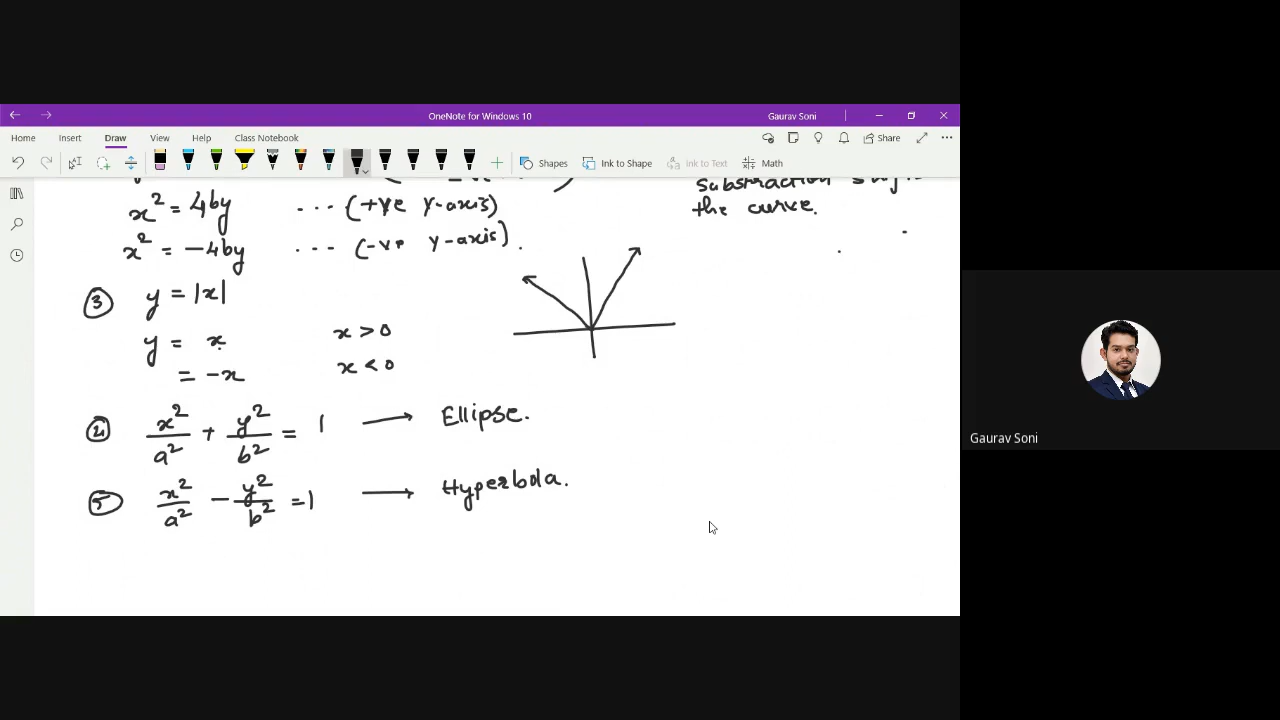 OneNote for Windows 10
Gaurav Soni
Home Insert Draw View Help Class Notebook
Share
Shapes
Ink to Shape
Ink to Text
Math
x² = 4by ... (+ve Y-axis)
x² = -4by ... (-ve Y-axis).
substraction
the curve.
③ y = |x|
y = x x > 0
= -x x < 0
④ x²/a² + y²/b² = 1 → Ellipse.
⑤ x²/a² - y²/b² = 1 → Hyperbola.
Gaurav Soni